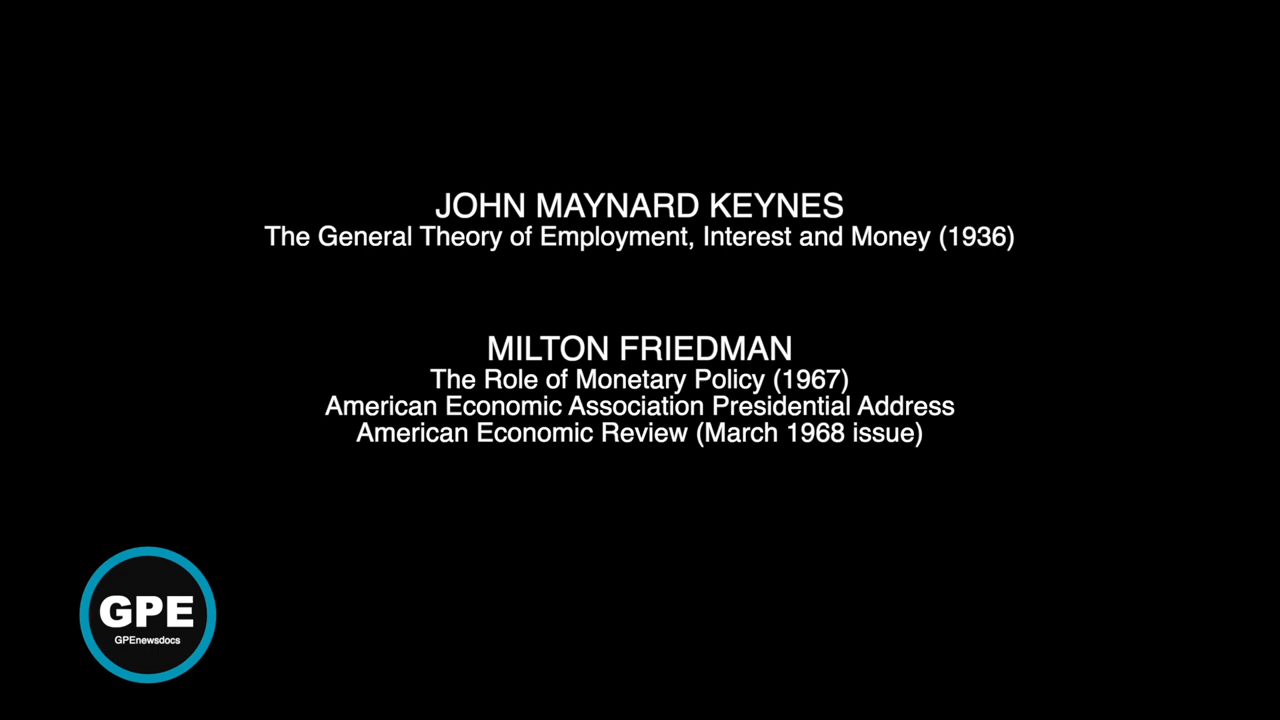 JOHN MAYNARD KEYNES
The General Theory of Employment, Interest and Money (1936)
MILTON FRIEDMAN
The Role of Monetary Policy (1967)
American Economic Association Presidential Address
American Economic Review (March 1968 issue)
GPE
GPEnewsdocs